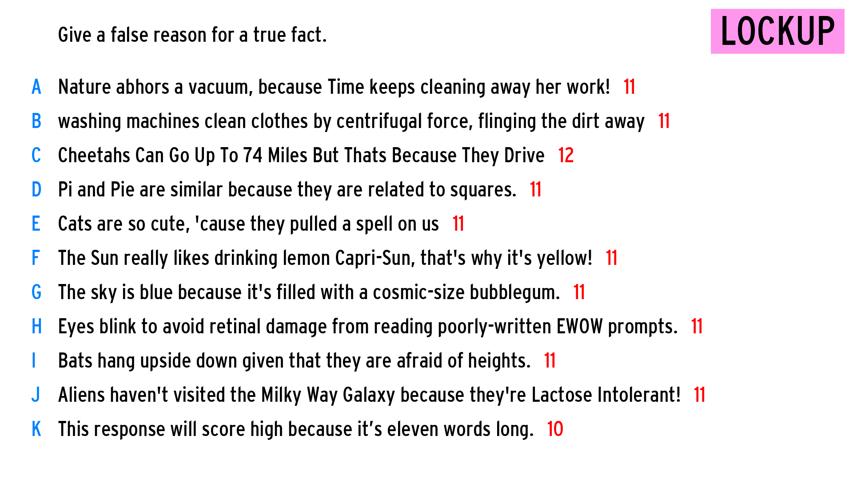 Give a false reason for a true fact.
LOCKUP
A Nature abhors a vacuum, because Time keeps cleaning away her work! 11
B washing machines clean clothes by centrifugal force, flinging the dirt away 11
C Cheetahs Can Go Up To 74 Miles But Thats Because They Drive 12
D Pi and Pie are similar because they are related to squares. 11
E Cats are so cute, 'cause they pulled a spell on us 11
F The Sun really likes drinking lemon Capri-Sun, that's why it's yellow! 11
G The sky is blue because it's filled with a cosmic-size bubblegum. 11
H Eyes blink to avoid retinal damage from reading poorly-written EWOW prompts. 11
I Bats hang upside down given that they are afraid of heights. 11
J Aliens haven't visited the Milky Way Galaxy because they're Lactose Intolerant! 11
K This response will score high because it’s eleven words long. 10